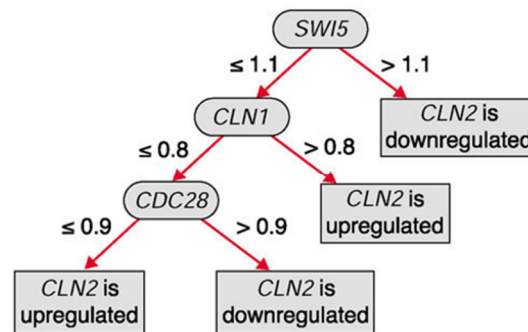 SWI5
≤ 1.1
> 1.1
CLN1
CLN2 is
downregulated
≤ 0.8
> 0.8
CDC28
CLN2 is
upregulated
≤ 0.9
> 0.9
CLN2 is
upregulated
CLN2 is
downregulated